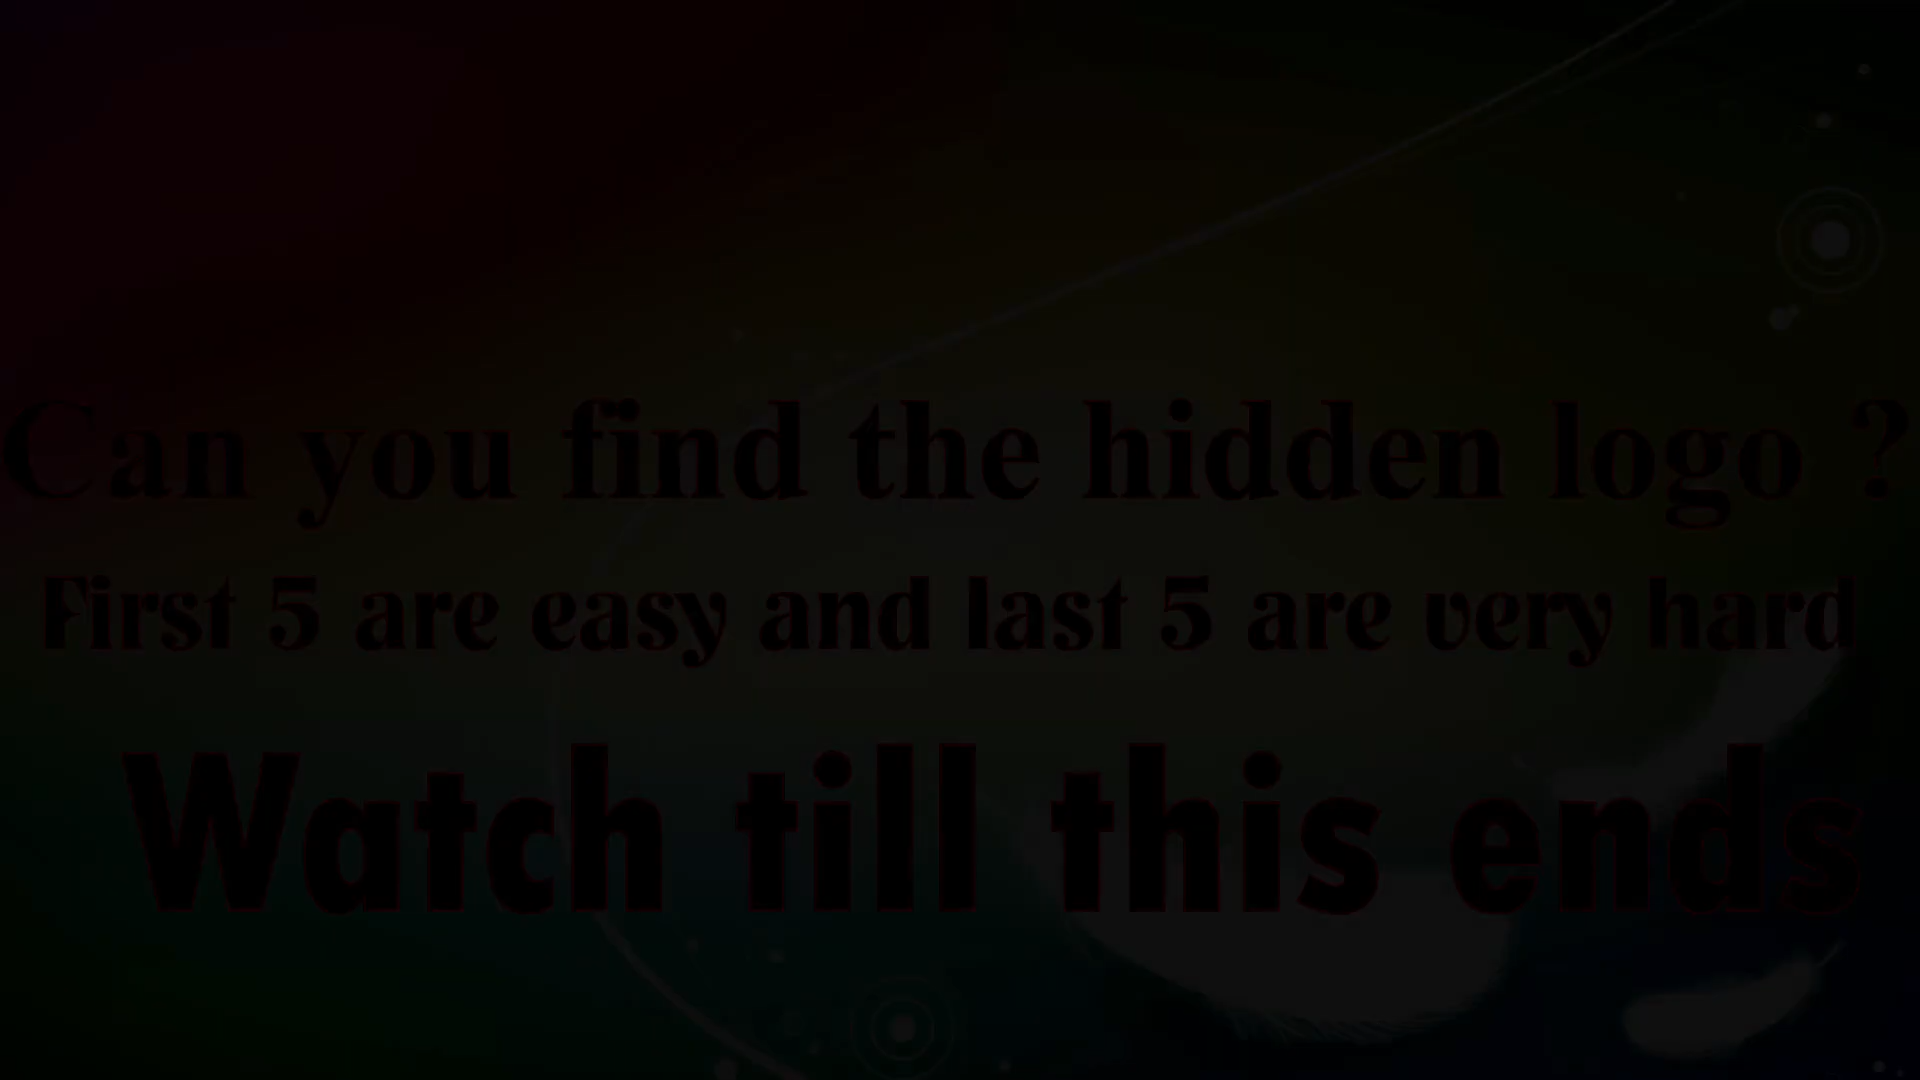 Can you find the hidden logo ?
First 5 are easy and last 5 are very hard
Watch till this ends